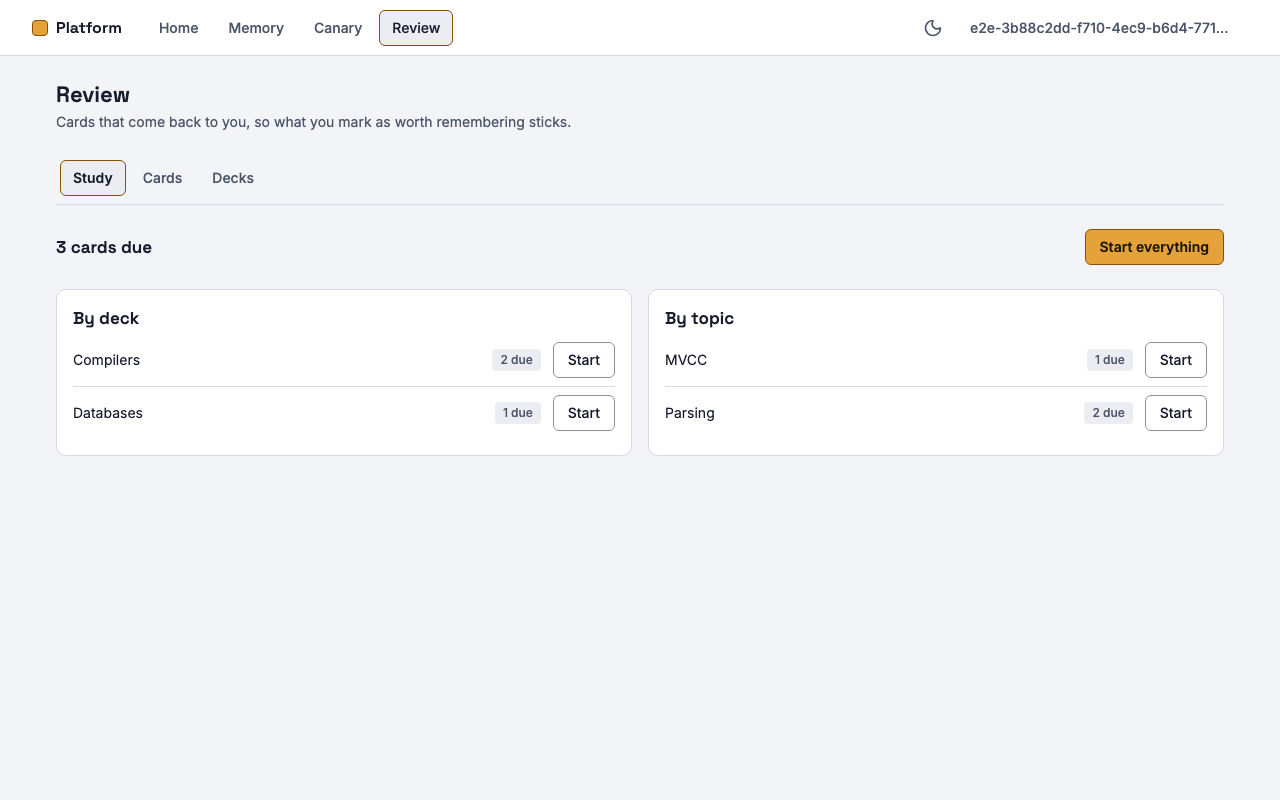 Platform
Home
Memory
Canary
Review
e2e-3b88c2dd-f710-4ec9-b6d4-771...
Review
Cards that come back to you, so what you mark as worth remembering sticks.
Study
Cards
Decks
3 cards due
Start everything
By deck
Compilers
2 due
Start
Databases
1 due
Start
By topic
MVCC
1 due
Start
Parsing
2 due
Start